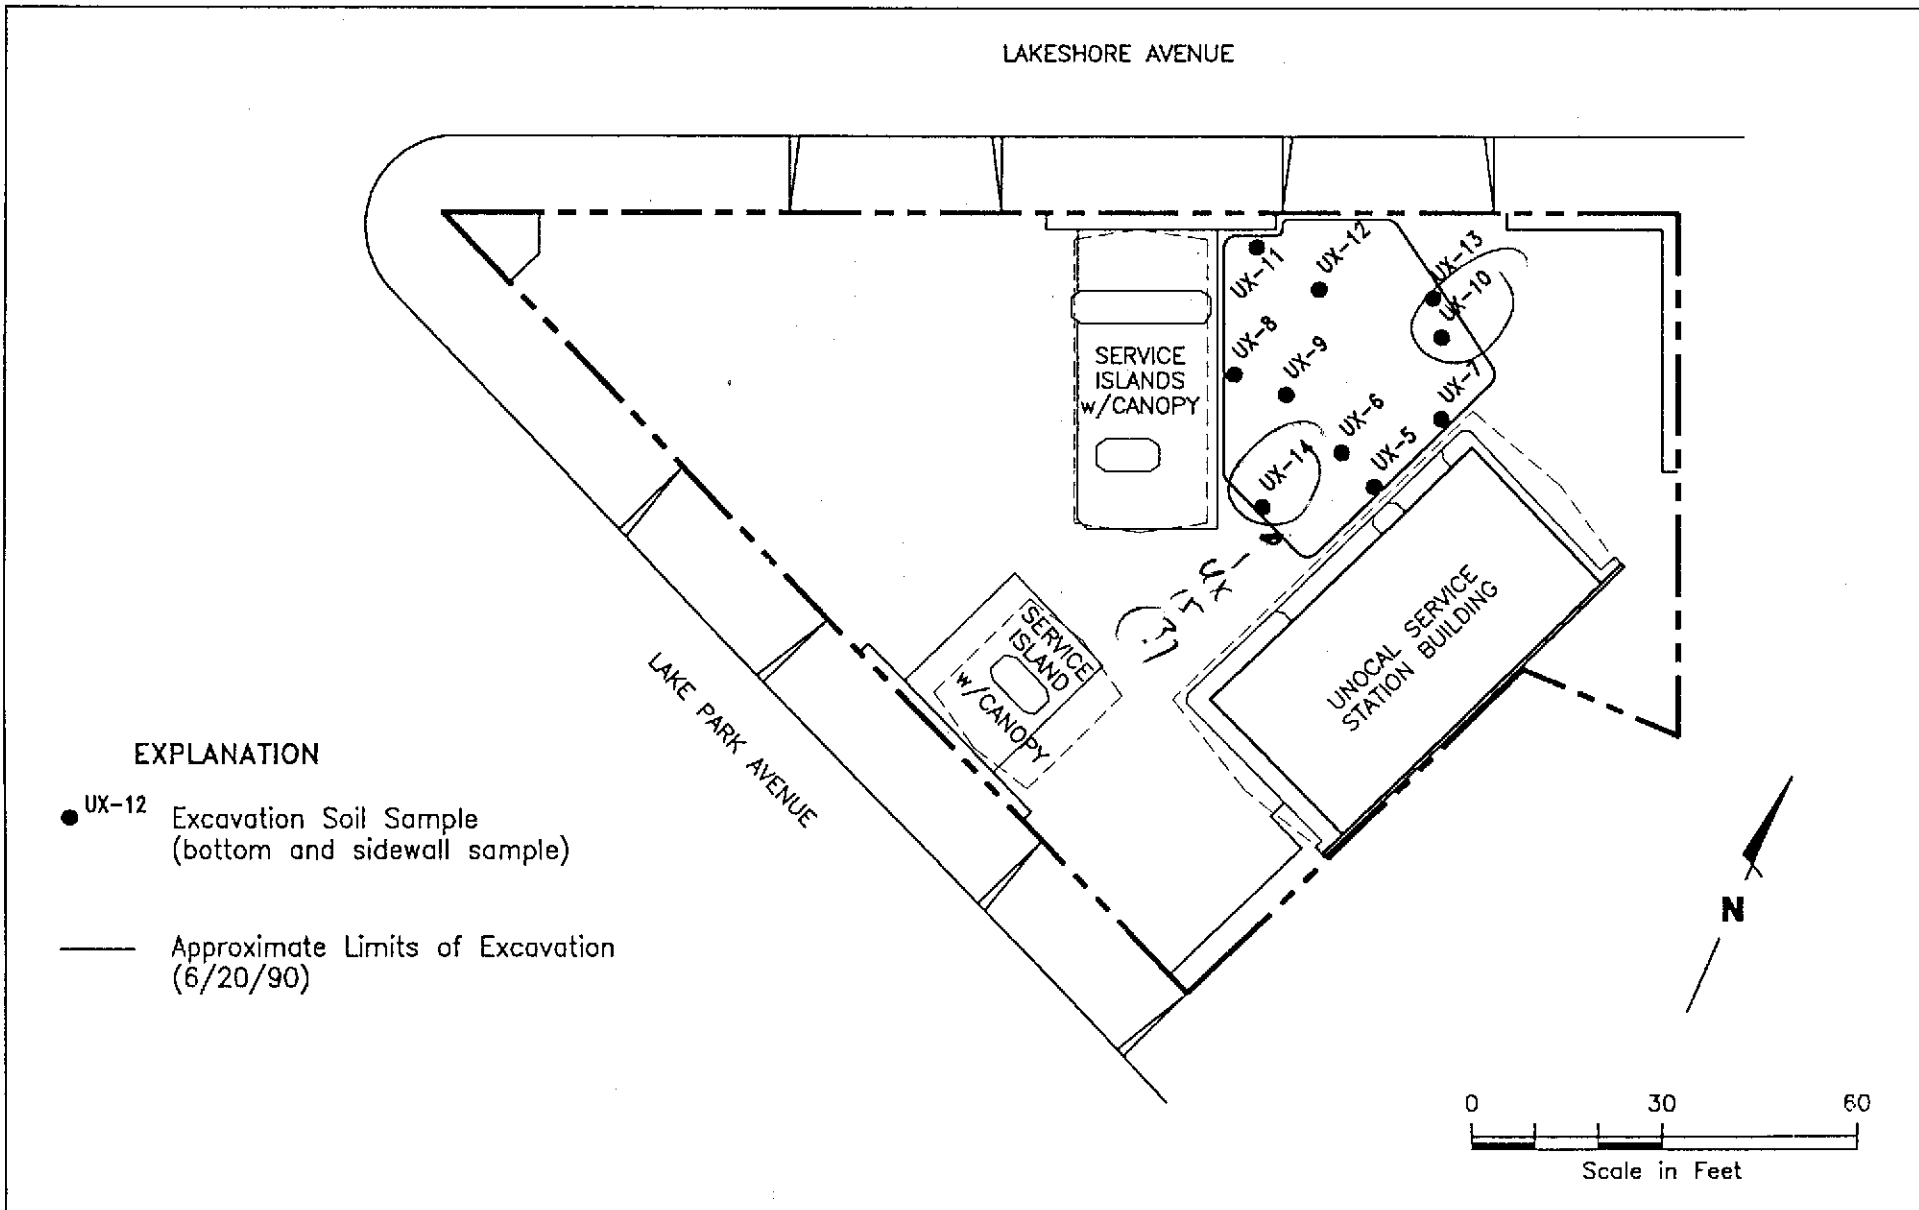 LAKESHORE AVENUE
UX-11
UX-12
UX-13
UX-10
UX-8
UX-9
UX-7
UX-6
UX-5
UX-14
SERVICE
ISLANDS
w/CANOPY
UX-
SERVICE
ISLAND
w/CANOPY
UNOCAL SERVICE
STATION BUILDING
LAKE PARK AVENUE
EXPLANATION
UX-12
Excavation Soil Sample
(bottom and sidewall sample)
Approximate Limits of Excavation
(6/20/90)
N
0 30 60
Scale in Feet